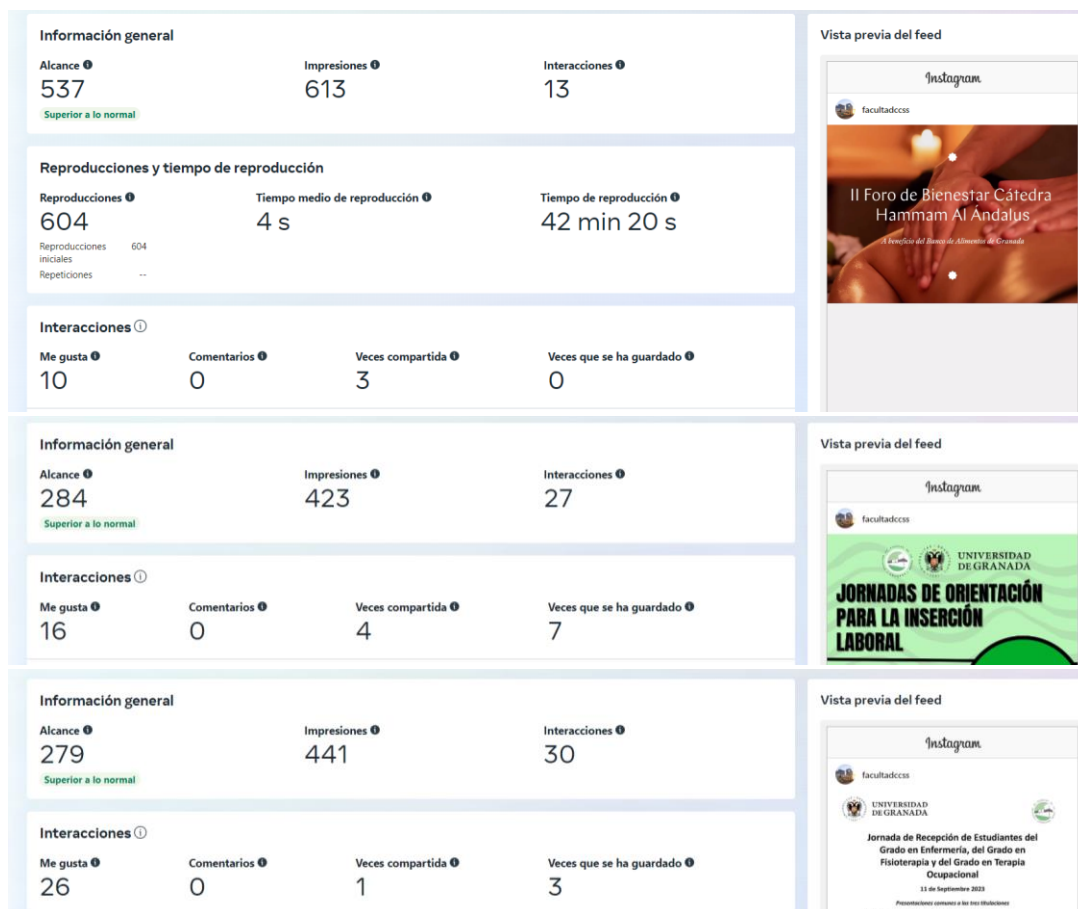 Información general
Alcance Impresiones Interacciones
537 613 13
Superior a lo normal
Reproducciones y tiempo de reproducción
Reproducciones Tiempo medio de reproducción Tiempo de reproducción
604 4 s 42 min 20 s
Reproducciones iniciales 604
Repeticiones --
Interacciones
Me gusta Comentarios Veces compartida Veces que se ha guardado
10 0 3 0
Vista previa del feed
Instagram
facultadccss
II Foro de Bienestar Cátedra
Hammam Al Ándalus
A beneficio del Banco de Alimentos de Granada
Información general
Alcance Impresiones Interacciones
284 423 27
Superior a lo normal
Interacciones
Me gusta Comentarios Veces compartida Veces que se ha guardado
16 0 4 7
Vista previa del feed
Instagram
facultadccss
UNIVERSIDAD
DE GRANADA
JORNADAS DE ORIENTACIÓN
PARA LA INSERCIÓN
LABORAL
Información general
Alcance Impresiones Interacciones
279 441 30
Superior a lo normal
Interacciones
Me gusta Comentarios Veces compartida Veces que se ha guardado
26 0 1 3
Vista previa del feed
Instagram
facultadccss
UNIVERSIDAD
DE GRANADA
Jornada de Recepción de Estudiantes del
Grado en Enfermería, del Grado en
Fisioterapia y del Grado en Terapia
Ocupacional
11 de Septiembre 2023
Presentaciones comunes a las tres titulaciones